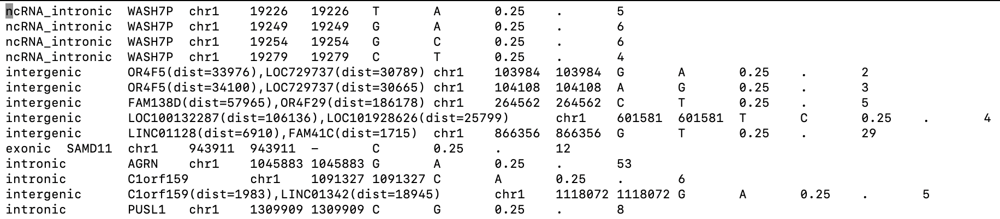 ncRNA_intronic WASH7P chr1 19226 19226 T A 0.25 . 5
ncRNA_intronic WASH7P chr1 19249 19249 G A 0.25 . 6
ncRNA_intronic WASH7P chr1 19254 19254 G C 0.25 . 6
ncRNA_intronic WASH7P chr1 19279 19279 C T 0.25 . 4
intergenic OR4F5(dist=33976),LOC729737(dist=30789) chr1 103984 103984 G A 0.25 . 2
intergenic OR4F5(dist=34100),LOC729737(dist=30665) chr1 104108 104108 A G 0.25 . 3
intergenic FAM138D(dist=57965),OR4F29(dist=186178) chr1 264562 264562 C T 0.25 . 5
intergenic LOC100132287(dist=106136),LOC101928626(dist=25799) chr1 601581 601581 T C 0.25 . 4
intergenic LINC01128(dist=6910),FAM41C(dist=1715) chr1 866356 866356 G T 0.25 . 29
exonic SAMD11 chr1 943911 943911 - C 0.25 . 12
intronic AGRN chr1 1045883 1045883 G A 0.25 . 53
intronic C1orf159 chr1 1091327 1091327 C A 0.25 . 6
intergenic C1orf159(dist=1983),LINC01342(dist=18945) chr1 1118072 1118072 G A 0.25 . 5
intronic PUSL1 chr1 1309909 1309909 C G 0.25 . 8